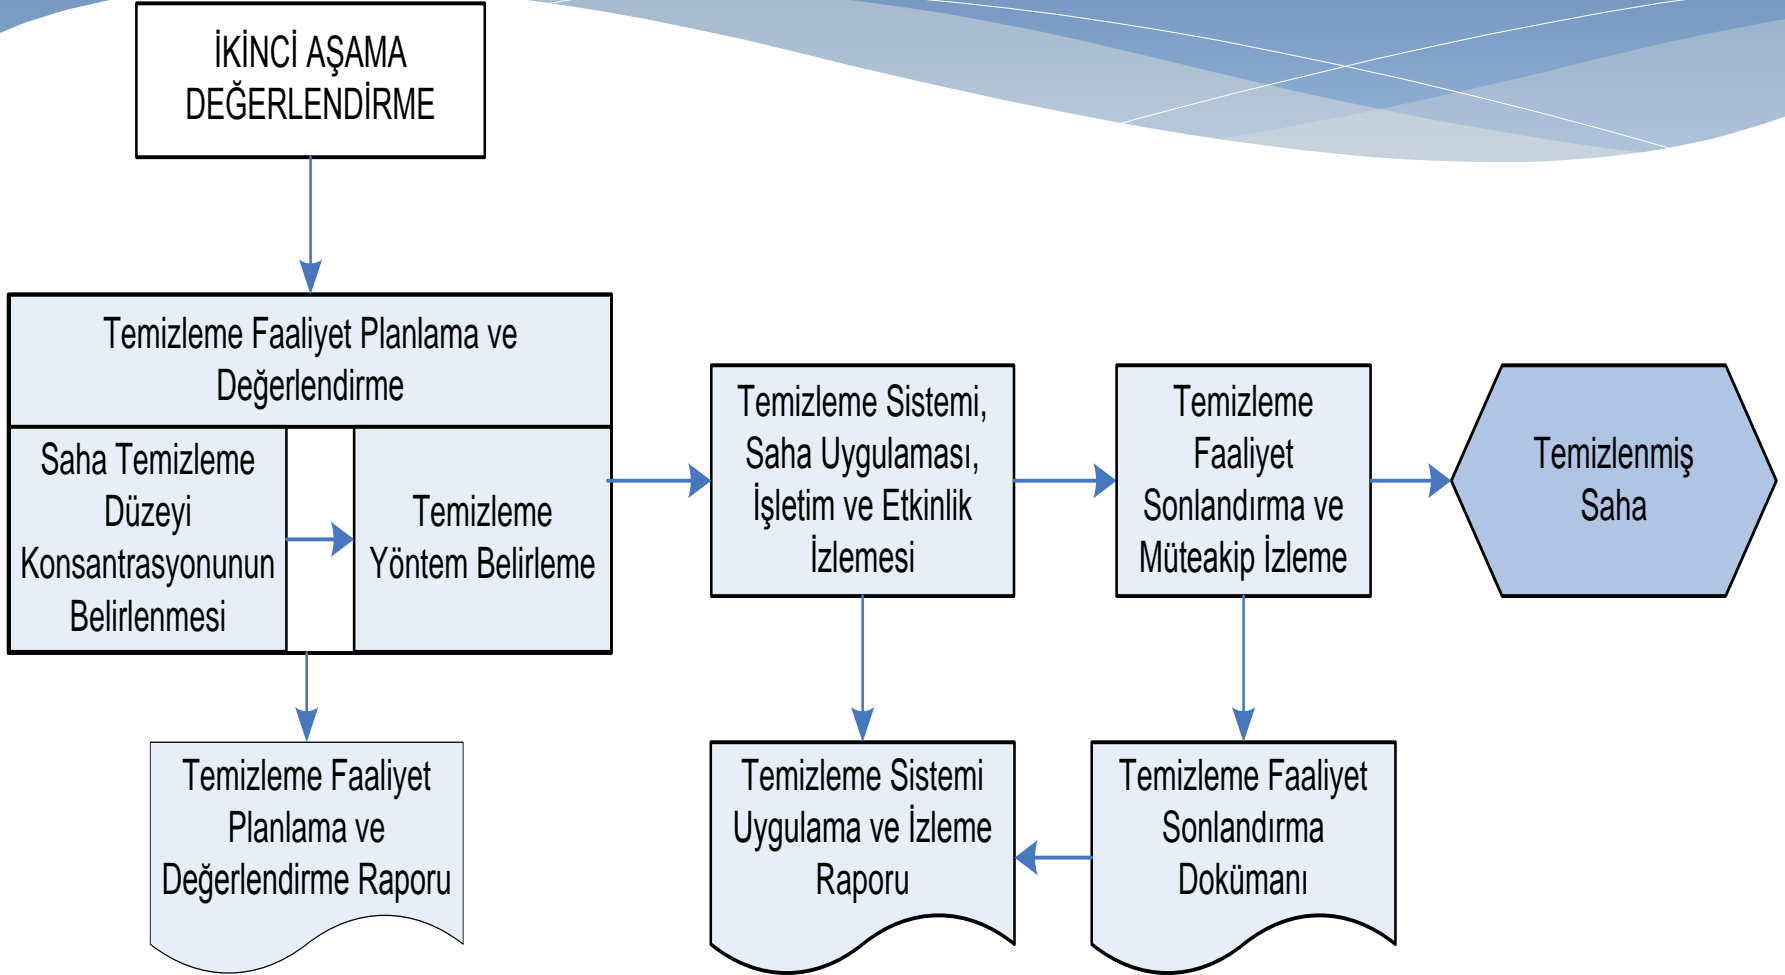 İKİNCİ AŞAMA
DEĞERLENDİRME
Temizleme Faaliyet Planlama ve
Değerlendirme
Saha Temizleme
Düzeyi
Konsantrasyonunun
Belirlenmesi
Temizleme
Yöntem Belirleme
Temizleme Sistemi,
Saha Uygulaması,
İşletim ve Etkinlik
İzlemesi
Temizleme
Faaliyet
Sonlandırma ve
Müteakip İzleme
Temizlenmiş
Saha
Temizleme Faaliyet
Planlama ve
Değerlendirme Raporu
Temizleme Sistemi
Uygulama ve İzleme
Raporu
Temizleme Faaliyet
Sonlandırma
Dokümanı